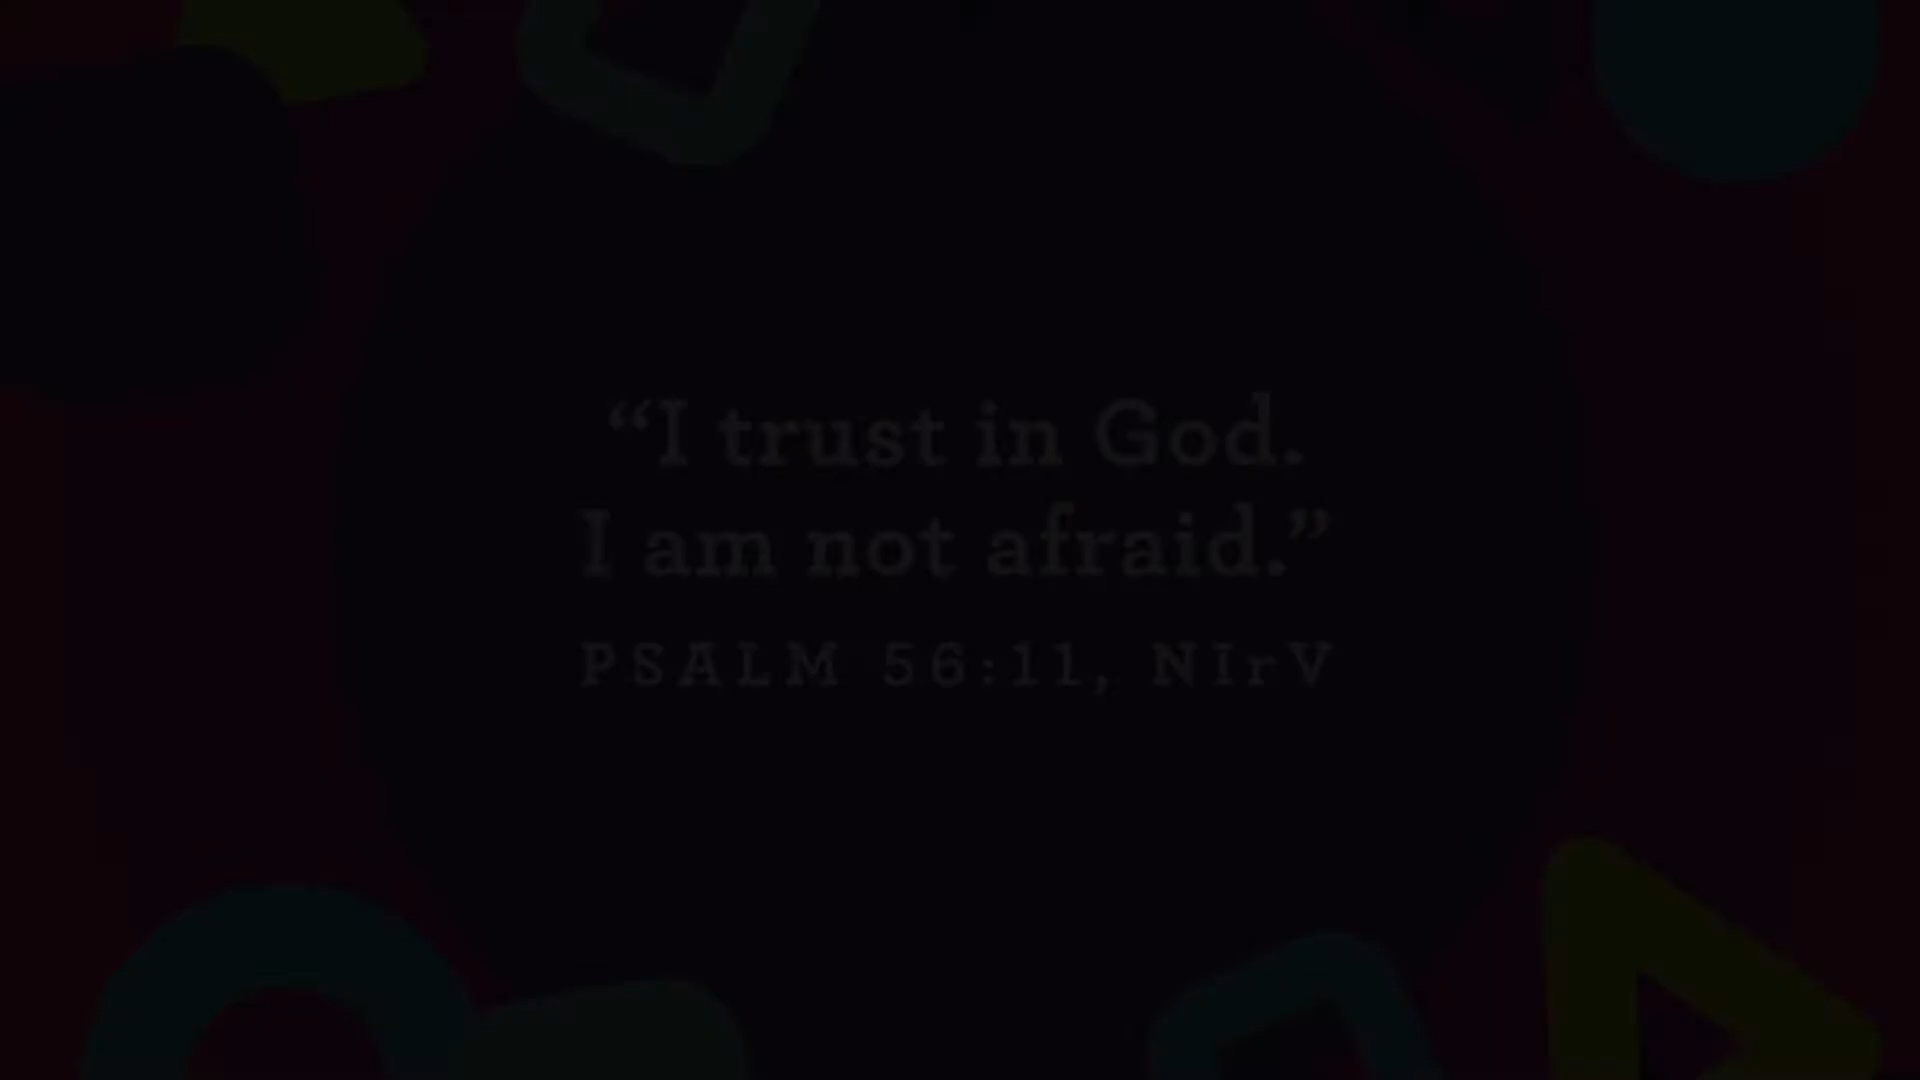 “I trust in God.
I am not afraid.”
PSALM 56:11, NIrV